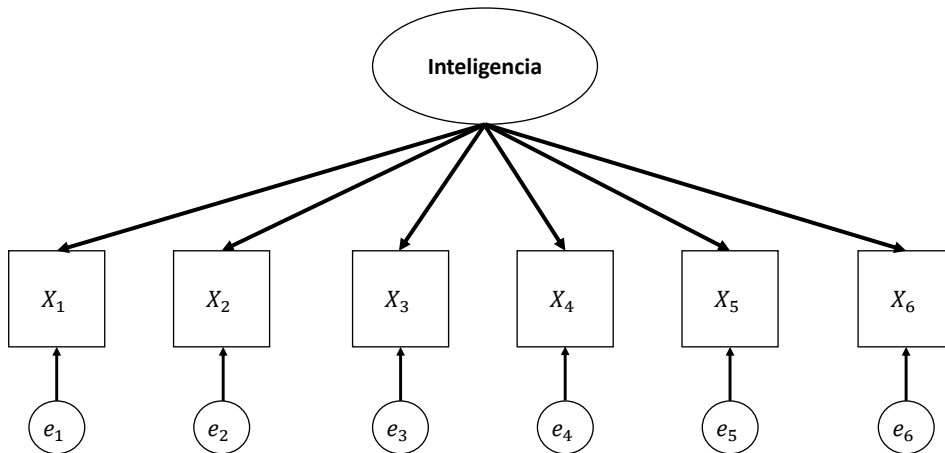 Inteligencia
X₁ X₂ X₃ X₄ X₅ X₆
e₁ e₂ e₃ e₄ e₅ e₆